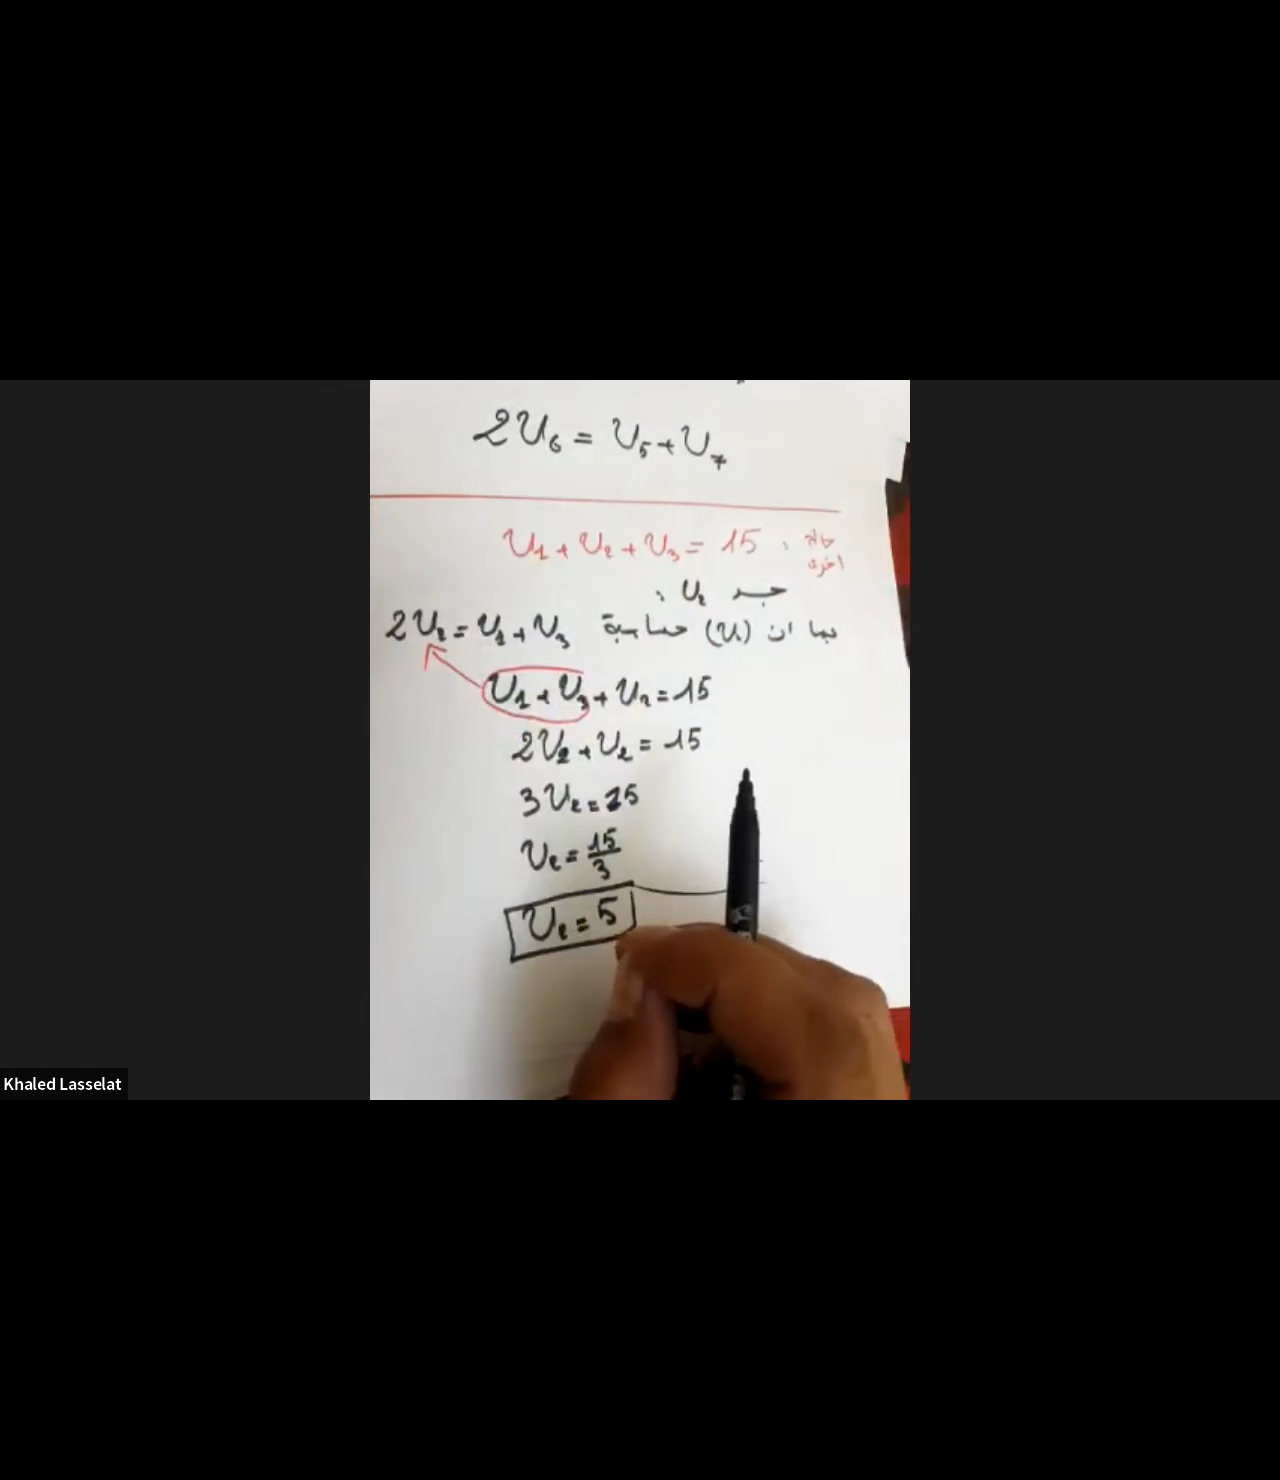 2U₆ = U₅ + U₇
U₁ + U₂ + U₃ = 15 : حالة أخرى
جد U₂ :
بما ان (Uₙ) حسابية 2U₂ = U₁ + U₃
U₁ + U₃ + U₂ = 15
2U₂ + U₂ = 15
3U₂ = 15
U₂ = 15/3
U₂ = 5
Khaled Lasselat